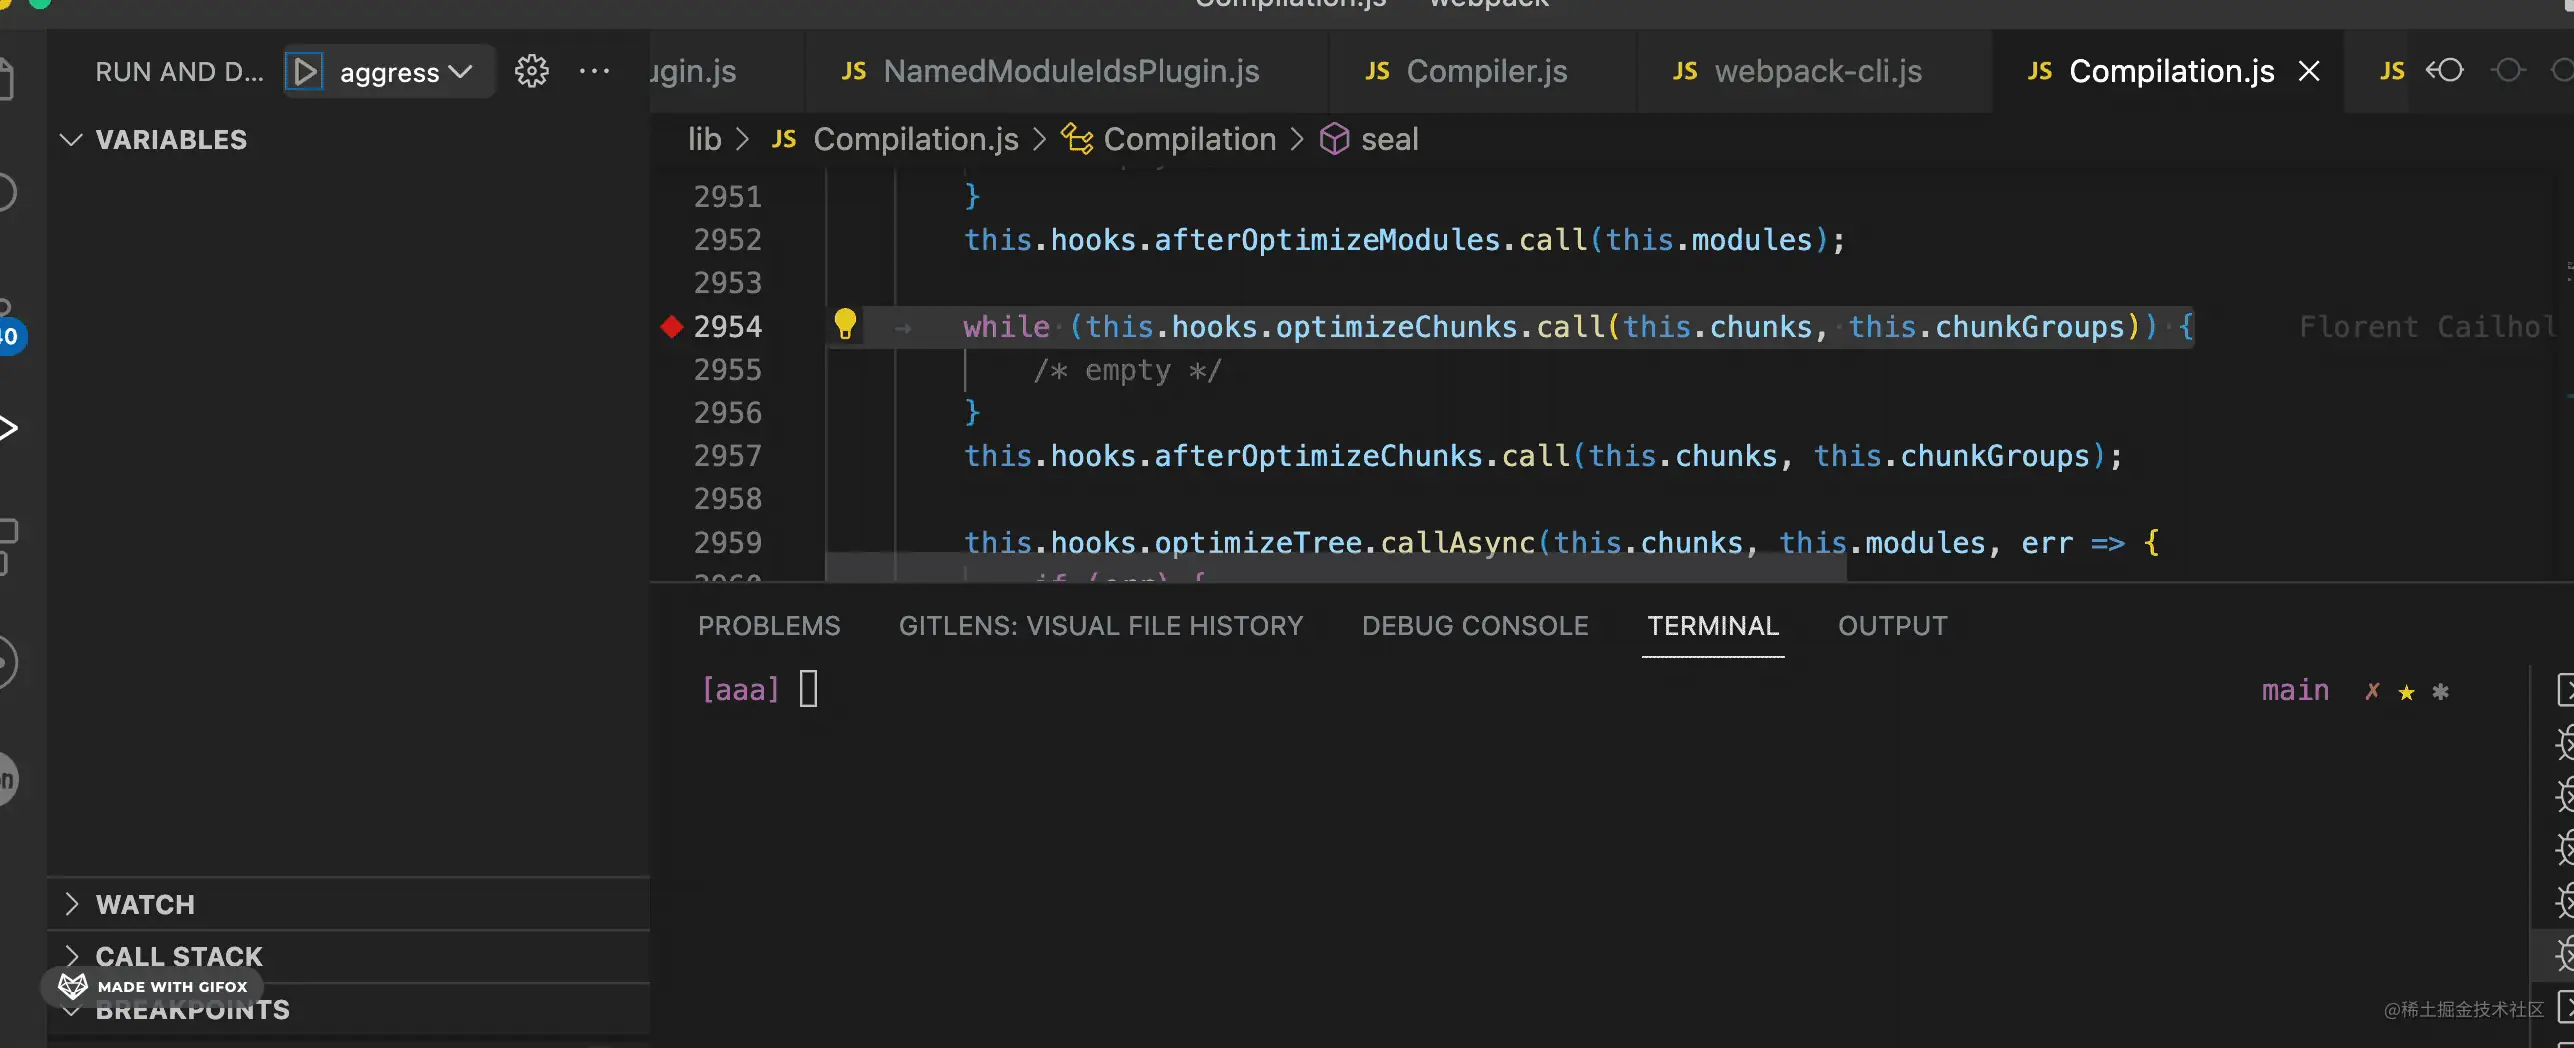 Compilation.js — webpack
RUN AND D... aggress
ugin.js JS NamedModuleIdsPlugin.js JS Compiler.js JS webpack-cli.js JS Compilation.js JS
VARIABLES
lib > JS Compilation.js > Compilation > seal
2951 }
2952 this.hooks.afterOptimizeModules.call(this.modules);
2953
2954 while (this.hooks.optimizeChunks.call(this.chunks, this.chunkGroups)) { Florent Cailhol
2955 /* empty */
2956 }
2957 this.hooks.afterOptimizeChunks.call(this.chunks, this.chunkGroups);
2958
2959 this.hooks.optimizeTree.callAsync(this.chunks, this.modules, err => {
2960 if (err) {
PROBLEMS GITLENS: VISUAL FILE HISTORY DEBUG CONSOLE TERMINAL OUTPUT
[aaa] main ✗ ★ ✱
WATCH
CALL STACK
MADE WITH GIFOX
BREAKPOINTS
@稀土掘金技术社区